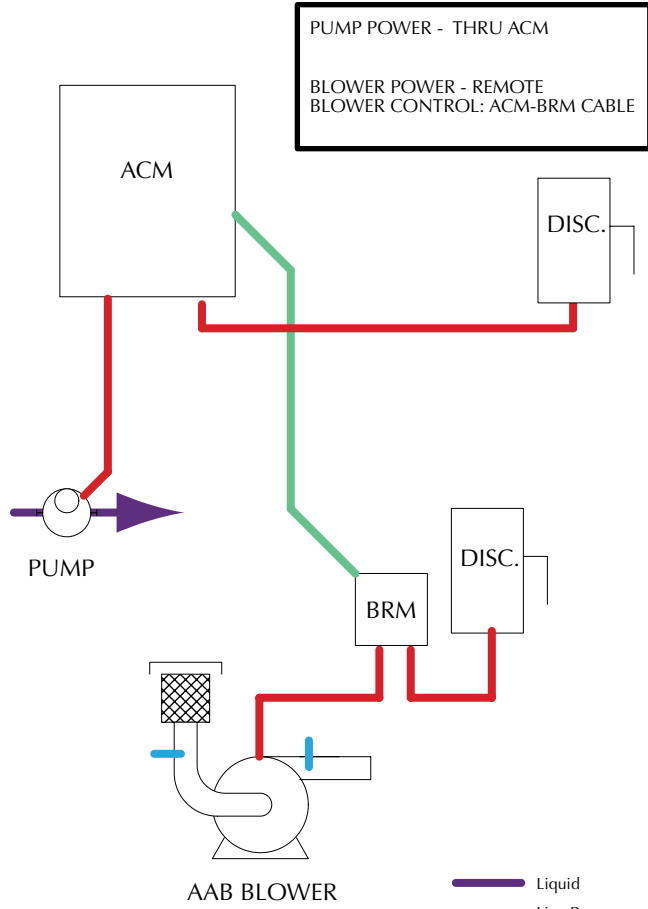 PUMP POWER - THRU ACM
BLOWER POWER - REMOTE
BLOWER CONTROL: ACM-BRM CABLE
ACM
DISC.
PUMP
DISC.
BRM
AAB BLOWER
Liquid